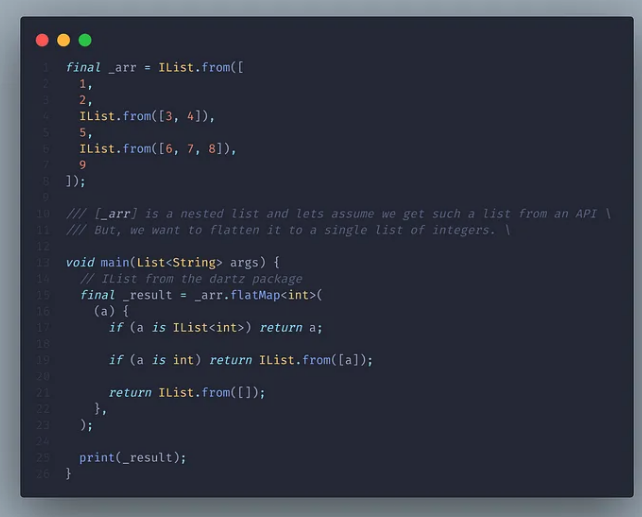 1 final _arr = IList.from([
2   1,
3   2,
4   IList.from([3, 4]),
5   5,
6   IList.from([6, 7, 8]),
7   9
8 ]);
9
10 /// [_arr] is a nested list and lets assume we get such a list from an API \
11 /// But, we want to flatten it to a single list of integers. \
12
13 void main(List<String> args) {
14   // IList from the dartz package
15   final _result = _arr.flatMap<int>(
16     (a) {
17       if (a is IList<int>) return a;
18
19       if (a is int) return IList.from([a]);
20
21       return IList.from([]);
22     },
23   );
24
25   print(_result);
26 }